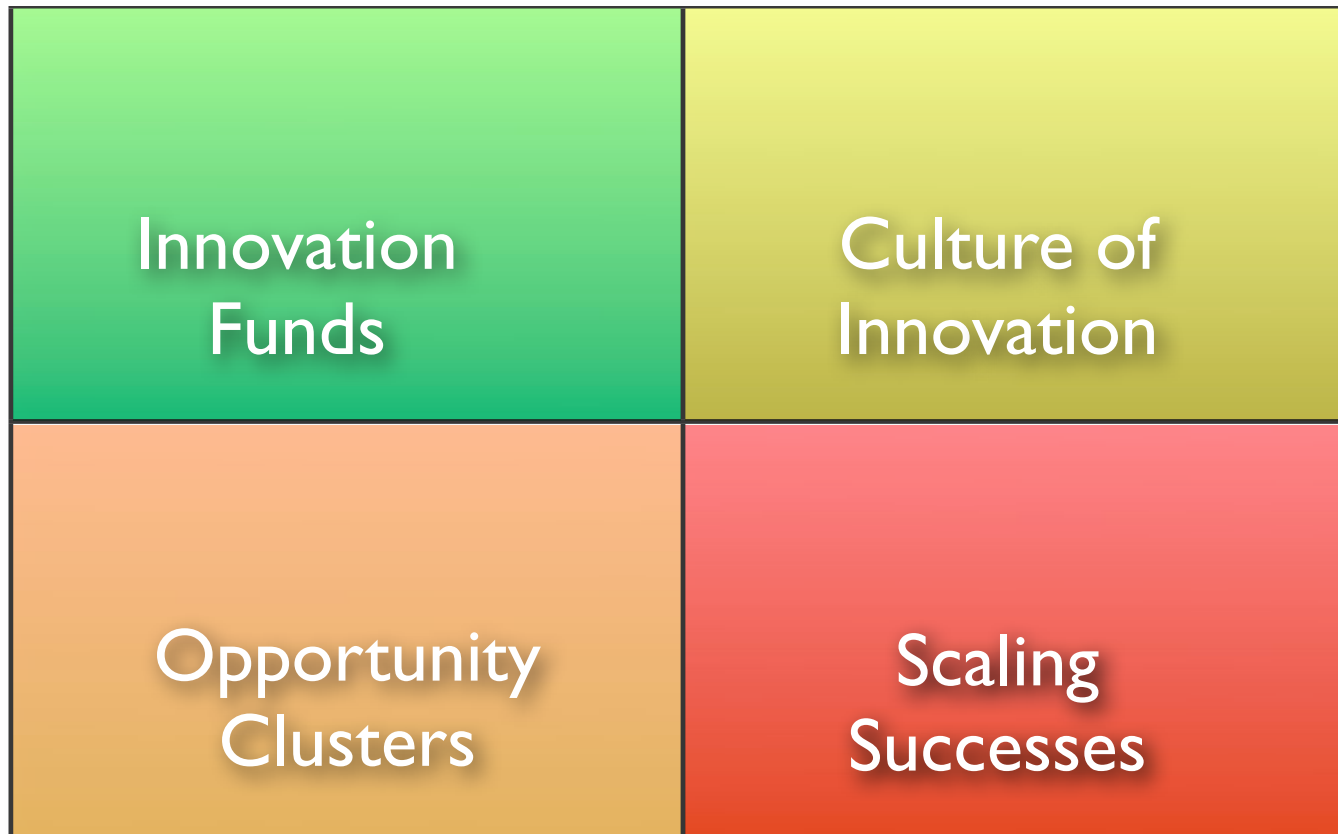 Innovation
Funds
Culture of
Innovation
Opportunity
Clusters
Scaling
Successes